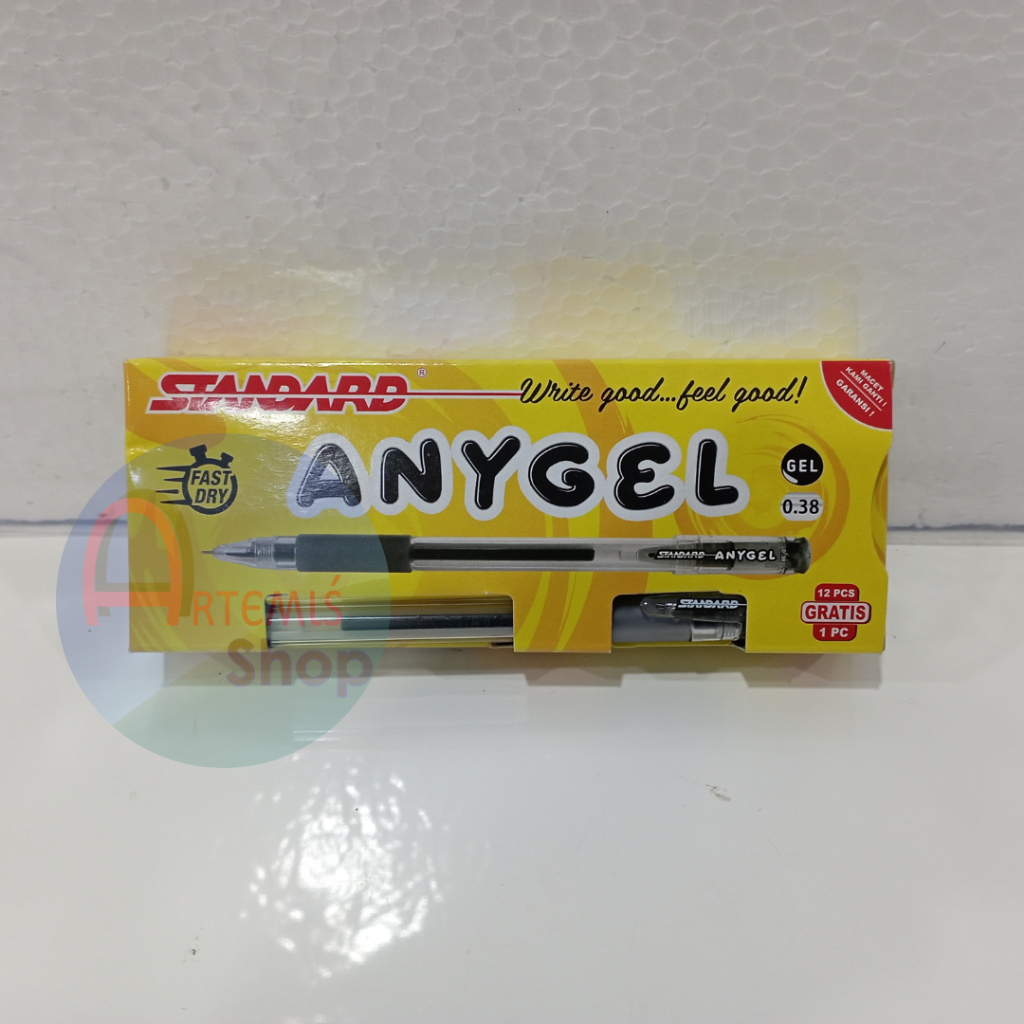 STANDARD ®
Write good...feel good!
MACET
KAMI GANTI !
GARANSI !
ANYGEL
FAST
DRY
GEL
0.38
STANDARD ANYGEL
STANDARD
12 PCS
GRATIS
1 PC
A
ARTEMIŚ
Shop